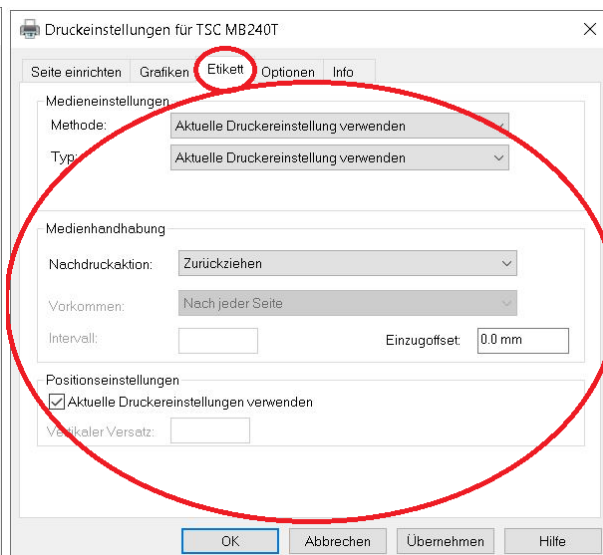 Druckeinstellungen für TSC MB240T
Seite einrichten Grafiken Etikett Optionen Info
Medieneinstellungen
Methode: Aktuelle Druckereinstellung verwenden
Typ: Aktuelle Druckereinstellung verwenden
Medienhandhabung
Nachdruckaktion: Zurückziehen
Vorkommen: Nach jeder Seite
Intervall: Einzugoffset: 0.0 mm
Positionseinstellungen
Aktuelle Druckereinstellungen verwenden
Vertikaler Versatz:
OK Abbrechen Übernehmen Hilfe